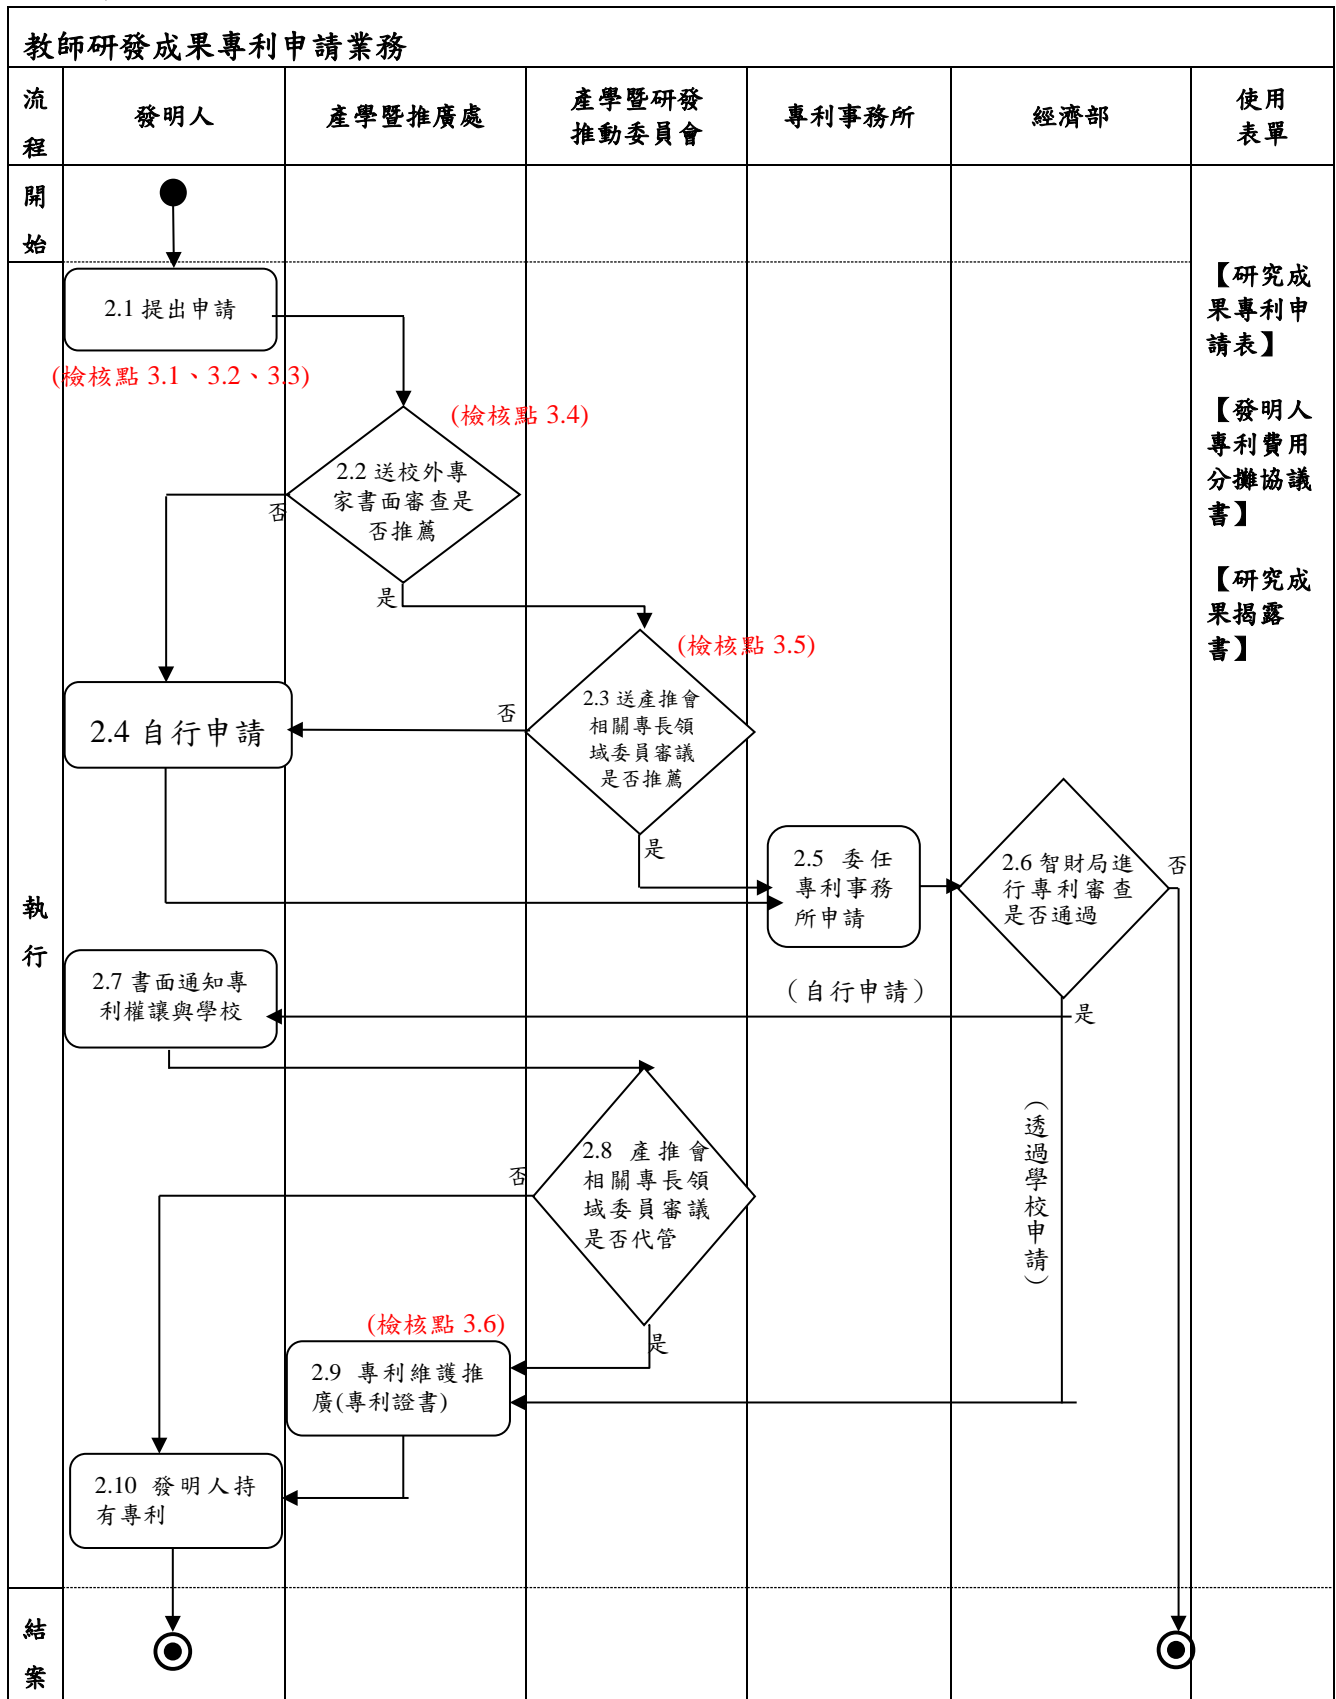 教師研發成果專利申請業務
流
程
發明人
產學暨推廣處
產學暨研發
推動委員會
專利事務所
經濟部
使用
表單
開
始
執
行
結
案
2.1 提出申請
(檢核點 3.1、3.2、3.3)
(檢核點 3.4)
2.2 送校外專
家書面審查是
否推薦
否
是
(檢核點 3.5)
2.3 送產推會
相關專長領
域委員審議
是否推薦
否
是
2.4 自行申請
2.5 委任
專利事務
所申請
2.6 智財局進
行專利審查
是否通過
否
（自行申請）
是
2.7 書面通知專
利權讓與學校
（透過學校申請）
2.8 產推會
相關專長領
域委員審議
是否代管
否
是
(檢核點 3.6)
2.9 專利維護推
廣(專利證書)
2.10 發明人持
有專利
【研究成
果專利申
請表】
【發明人
專利費用
分攤協議
書】
【研究成
果揭露
書】